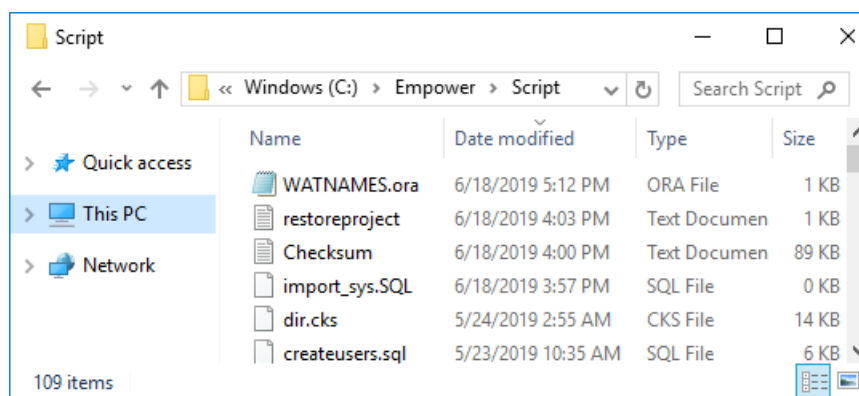 Script
« Windows (C:) > Empower > Script Search Script
Name Date modified Type Size
Quick access
This PC
Network
WATNAMES.ora 6/18/2019 5:12 PM ORA File 1 KB
restoreproject 6/18/2019 4:03 PM Text Documen 1 KB
Checksum 6/18/2019 4:00 PM Text Documen 89 KB
import_sys.SQL 6/18/2019 3:57 PM SQL File 0 KB
dir.cks 5/24/2019 2:55 AM CKS File 14 KB
createusers.sql 5/23/2019 10:35 AM SQL File 6 KB
109 items